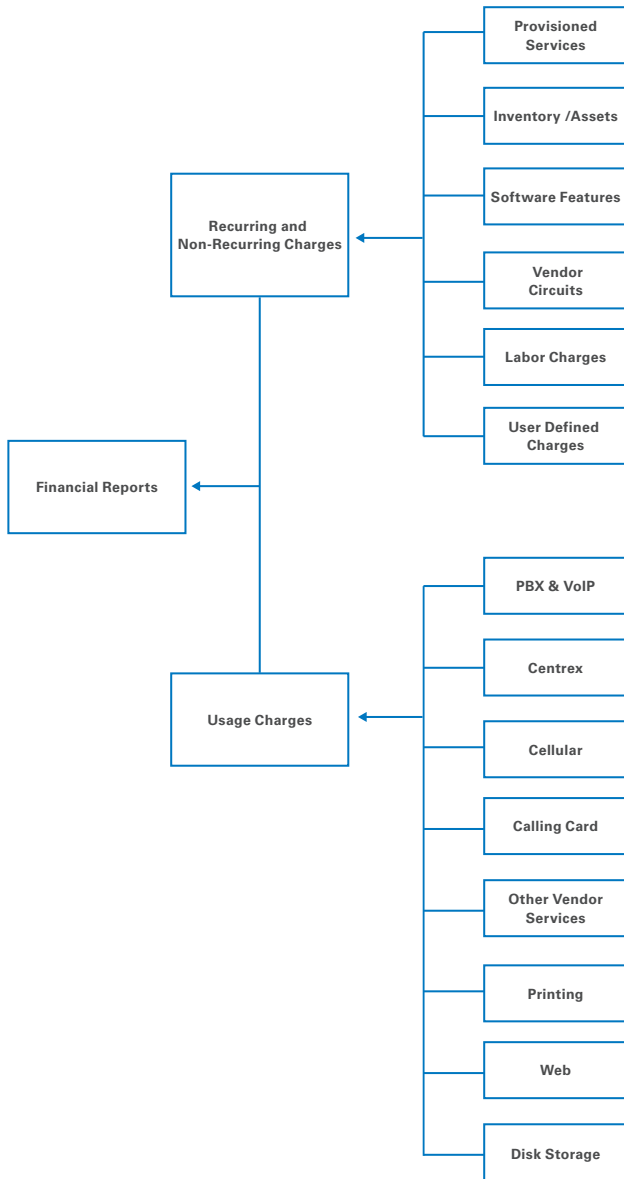 Provisioned
Services
Inventory /Assets
Software Features
Recurring and
Non-Recurring Charges
Vendor
Circuits
Labor Charges
User Defined
Charges
Financial Reports
PBX & VoIP
Centrex
Usage Charges
Cellular
Calling Card
Other Vendor
Services
Printing
Web
Disk Storage